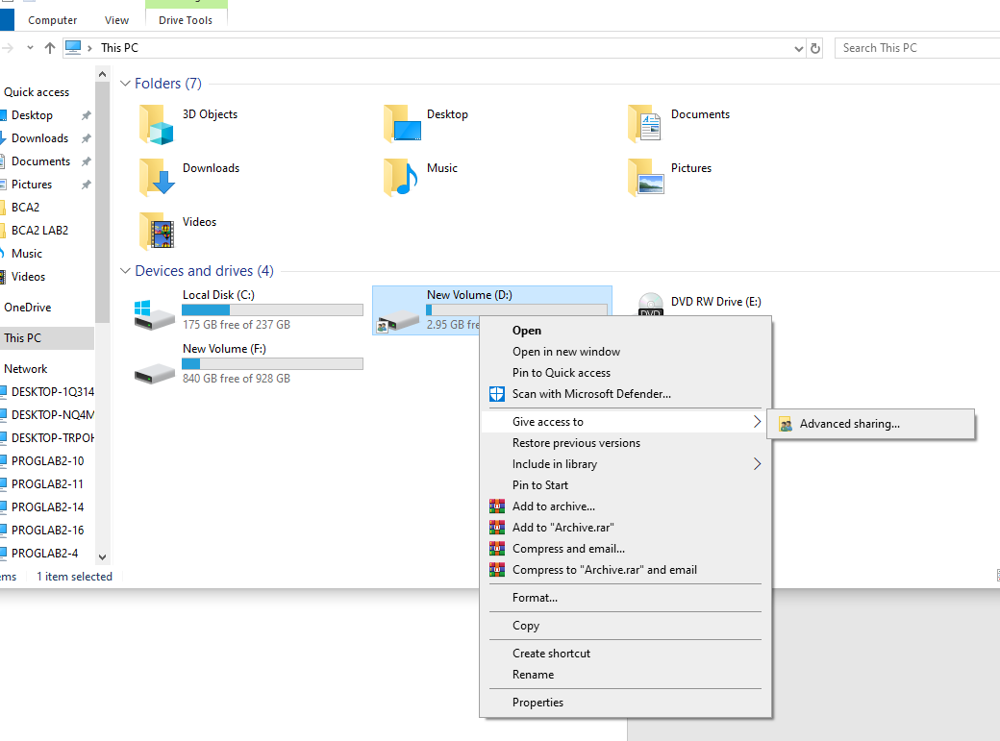 Computer
View
Drive Tools
This PC
Search This PC
Quick access
Desktop
Downloads
Documents
Pictures
BCA2
BCA2 LAB2
Music
Videos
OneDrive
This PC
Network
DESKTOP-1Q314
DESKTOP-NQ4M
DESKTOP-TRPOH
PROGLAB2-10
PROGLAB2-11
PROGLAB2-14
PROGLAB2-16
PROGLAB2-4
Folders (7)
3D Objects
Desktop
Documents
Downloads
Music
Pictures
Videos
Devices and drives (4)
Local Disk (C:)
175 GB free of 237 GB
New Volume (D:)
2.95 GB fre
DVD RW Drive (E:)
DVD
New Volume (F:)
840 GB free of 928 GB
Open
Open in new window
Pin to Quick access
Scan with Microsoft Defender...
Give access to
Advanced sharing...
Restore previous versions
Include in library
Pin to Start
Add to archive...
Add to "Archive.rar"
Compress and email...
Compress to "Archive.rar" and email
Format...
Copy
Create shortcut
Rename
Properties
ems
1 item selected